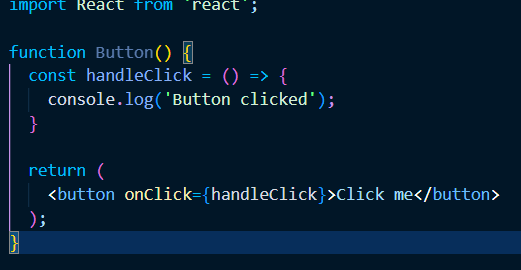 import React from 'react';
function Button() {
const handleClick = () => {
console.log('Button clicked');
}
return (
<button onClick={handleClick}>Click me</button>
);
}